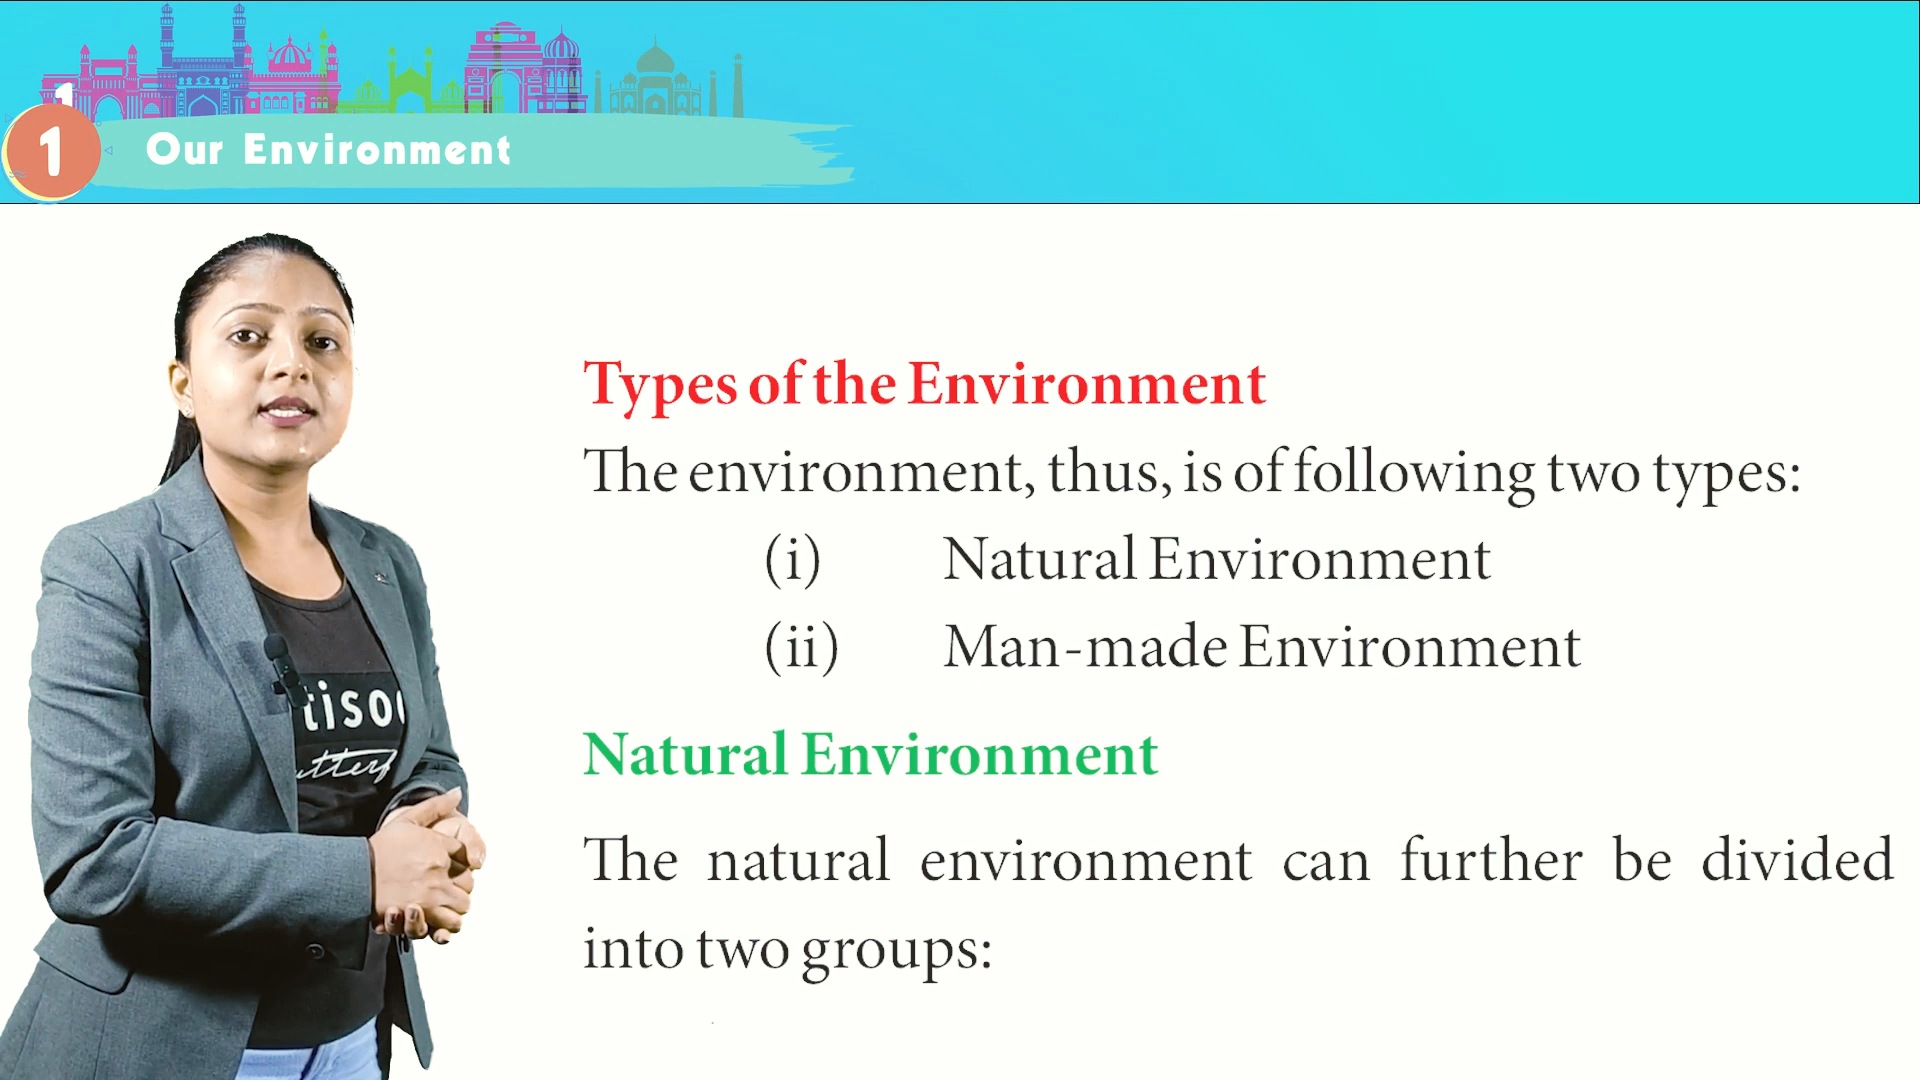 1
1 Our Environment
Types of the Environment
The environment, thus, is of following two types:
(i) Natural Environment
(ii) Man-made Environment
Natural Environment
The natural environment can further be divided
into two groups: